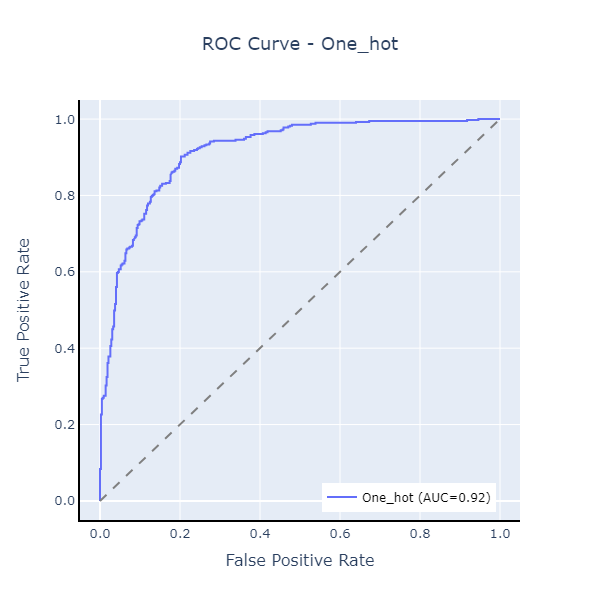 ROC Curve - One_hot
True Positive Rate
1.0
0.8
0.6
0.4
0.2
0.0
One_hot (AUC=0.92)
0.0 0.2 0.4 0.6 0.8 1.0
False Positive Rate